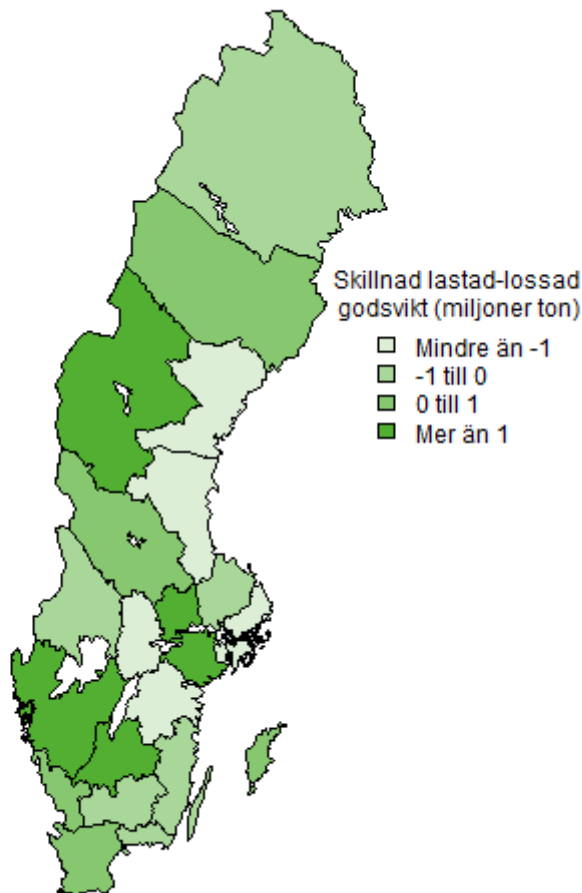 Skillnad lastad-lossad
godsvikt (miljoner ton)
Mindre än -1
-1 till 0
0 till 1
Mer än 1